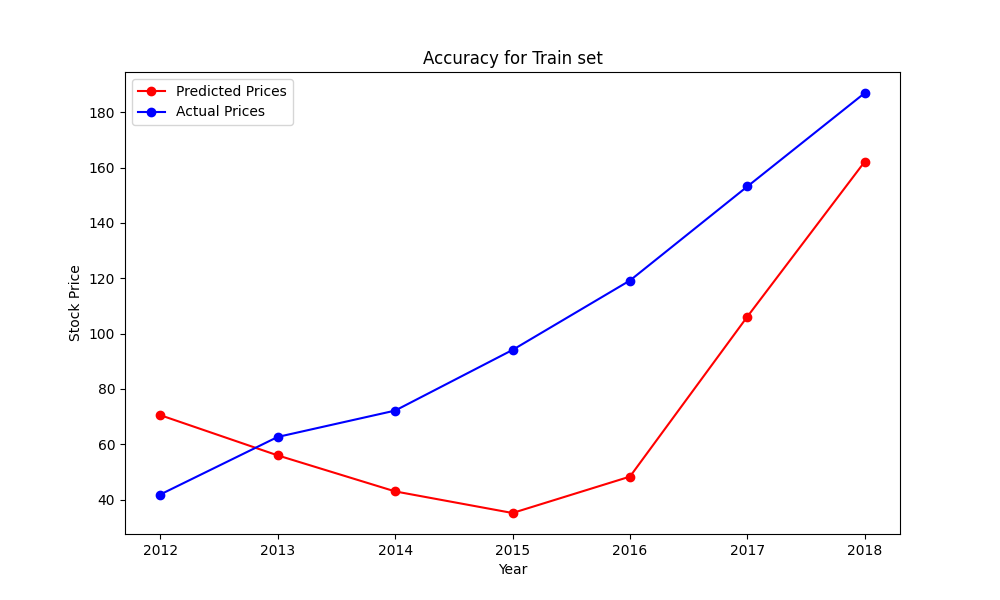 Accuracy for Train set
Predicted Prices
Actual Prices
180
160
140
120
100
80
60
40
Stock Price
2012 2013 2014 2015 2016 2017 2018
Year